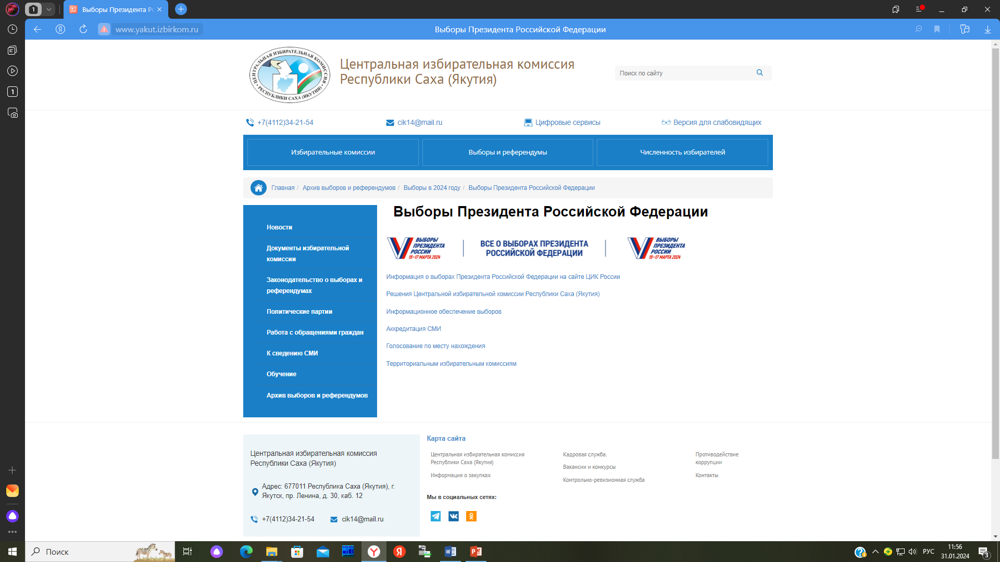 1
Выборы Президента Рс
www.yakut.izbirkom.ru
Выборы Президента Российской Федерации
1
ЦЕНТРАЛЬНАЯ ИЗБИРАТЕЛЬНАЯ КОМИССИЯ
РЕСПУБЛИКИ САХА (ЯКУТИЯ)
Центральная избирательная комиссия
Республики Саха (Якутия)
Поиск по сайту
+7(4112)34-21-54
cik14@mail.ru
Цифровые сервисы
Версия для слабовидящих
Избирательные комиссии
Выборы и референдумы
Численность избирателей
Главная / Архив выборов и референдумов / Выборы в 2024 году / Выборы Президента Российской Федерации
Новости
Документы избирательной
комиссии
Законодательство о выборах и
референдумах
Политические партии
Работа с обращениями граждан
К сведению СМИ
Обучение
Архив выборов и референдумов
Выборы Президента Российской Федерации
ВЫБОРЫ
ПРЕЗИДЕНТА
РОССИИ
15–17 МАРТА 2024
ВСЕ О ВЫБОРАХ ПРЕЗИДЕНТА
РОССИЙСКОЙ ФЕДЕРАЦИИ
ВЫБОРЫ
ПРЕЗИДЕНТА
РОССИИ
15–17 МАРТА 2024
Информация о выборах Президента Российской Федерации на сайте ЦИК России
Решения Центральной избирательной комиссии Республики Саха (Якутия)
Информационное обеспечение выборов
Аккредитация СМИ
Голосование по месту нахождения
Территориальным избирательным комиссиям
Центральная избирательная комиссия
Республики Саха (Якутия)
Адрес: 677011 Республика Саха (Якутия), г.
Якутск, пр. Ленина, д. 30, каб. 12
+7(4112)34-21-54
cik14@mail.ru
Карта сайта
Центральная избирательная комиссия
Республики Саха (Якутия)
Информация о закупках
Кадровая служба.
Вакансии и конкурсы
Контрольно-ревизионная служба
Противодействие
коррупции
Контакты
Мы в социальных сетях:
Поиск
РУС
11:56
31.01.2024
3